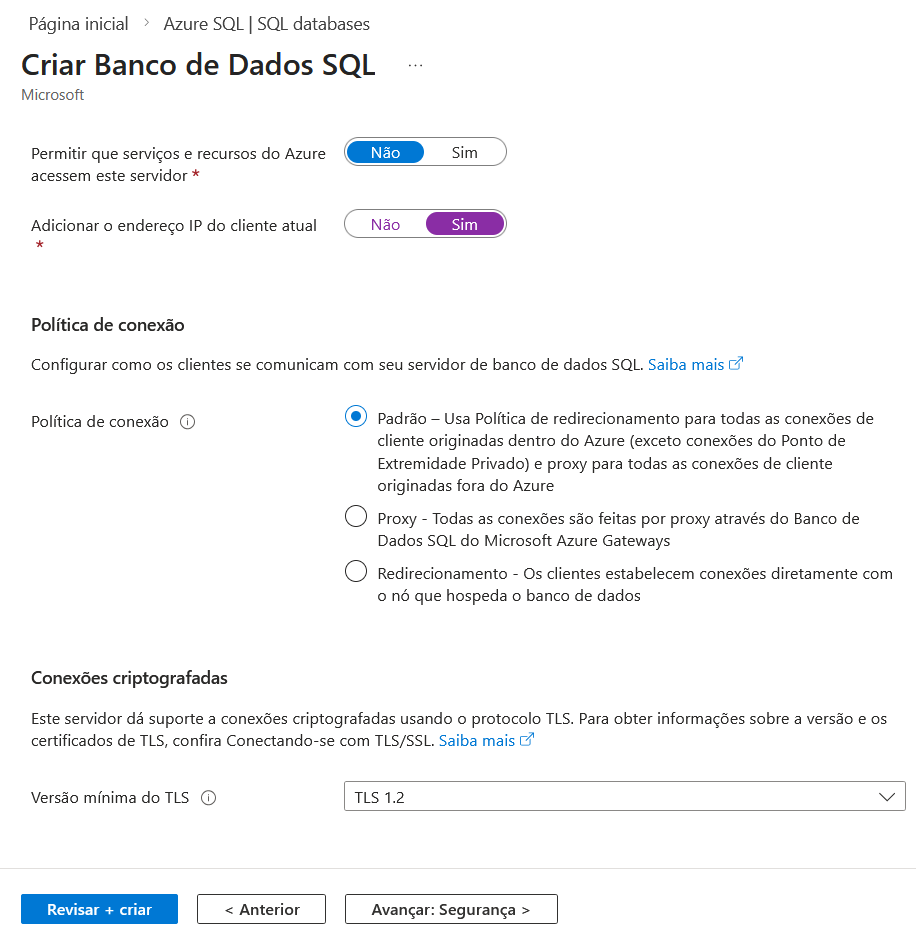 Página inicial > Azure SQL | SQL databases
Criar Banco de Dados SQL ...
Microsoft
Permitir que serviços e recursos do Azure
acessem este servidor *
Não Sim
Adicionar o endereço IP do cliente atual
*
Não Sim
Política de conexão
Configurar como os clientes se comunicam com seu servidor de banco de dados SQL. Saiba mais
Política de conexão
Padrão – Usa Política de redirecionamento para todas as conexões de
cliente originadas dentro do Azure (exceto conexões do Ponto de
Extremidade Privado) e proxy para todas as conexões de cliente
originadas fora do Azure
Proxy - Todas as conexões são feitas por proxy através do Banco de
Dados SQL do Microsoft Azure Gateways
Redirecionamento - Os clientes estabelecem conexões diretamente com
o nó que hospeda o banco de dados
Conexões criptografadas
Este servidor dá suporte a conexões criptografadas usando o protocolo TLS. Para obter informações sobre a versão e os
certificados de TLS, confira Conectando-se com TLS/SSL. Saiba mais
Versão mínima do TLS
TLS 1.2
Revisar + criar
< Anterior
Avançar: Segurança >